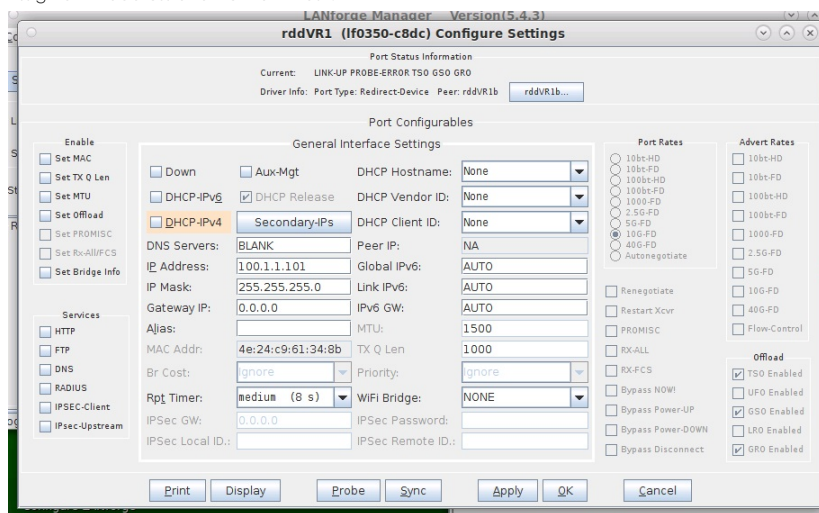 LANforge Manager Version(5.4.3)
rddVR1 (lf0350-c8dc) Configure Settings
Port Status Information
Current: LINK-UP PROBE-ERROR TSO GSO GRO
Driver Info: Port Type: Redirect-Device Peer: rddVR1b rddVR1b...
Port Configurables
Enable
Set MAC
Set TX Q Len
Set MTU
Set Offload
Set PROMISC
Set Rx-All/FCS
Set Bridge Info
Services
HTTP
FTP
DNS
RADIUS
IPSEC-Client
IPsec-Upstream
General Interface Settings
Down Aux-Mgt DHCP Hostname: None
DHCP-IPv6 DHCP Release DHCP Vendor ID: None
DHCP-IPv4 Secondary-IPs DHCP Client ID: None
DNS Servers: BLANK Peer IP: NA
IP Address: 100.1.1.101 Global IPv6: AUTO
IP Mask: 255.255.255.0 Link IPv6: AUTO
Gateway IP: 0.0.0.0 IPv6 GW: AUTO
Alias: MTU: 1500
MAC Addr: 4e:24:c9:61:34:8b TX Q Len 1000
Br Cost: Ignore Priority: Ignore
Rpt Timer: medium (8 s) WiFi Bridge: NONE
IPSec GW: 0.0.0.0 IPSec Password:
IPSec Local ID.: IPSec Remote ID.:
Port Rates
10bt-HD
10bt-FD
100bt-HD
100bt-FD
1000-FD
2.5G-FD
5G-FD
10G-FD
40G-FD
Autonegotiate
Renegotiate
Restart Xcvr
PROMISC
RX-ALL
RX-FCS
Bypass NOW!
Bypass Power-UP
Bypass Power-DOWN
Bypass Disconnect
Advert Rates
10bt-HD
10bt-FD
100bt-HD
100bt-FD
1000-FD
2.5G-FD
5G-FD
10G-FD
40G-FD
Flow-Control
Offload
TSO Enabled
UFO Enabled
GSO Enabled
LRO Enabled
GRO Enabled
Print Display Probe Sync Apply OK Cancel